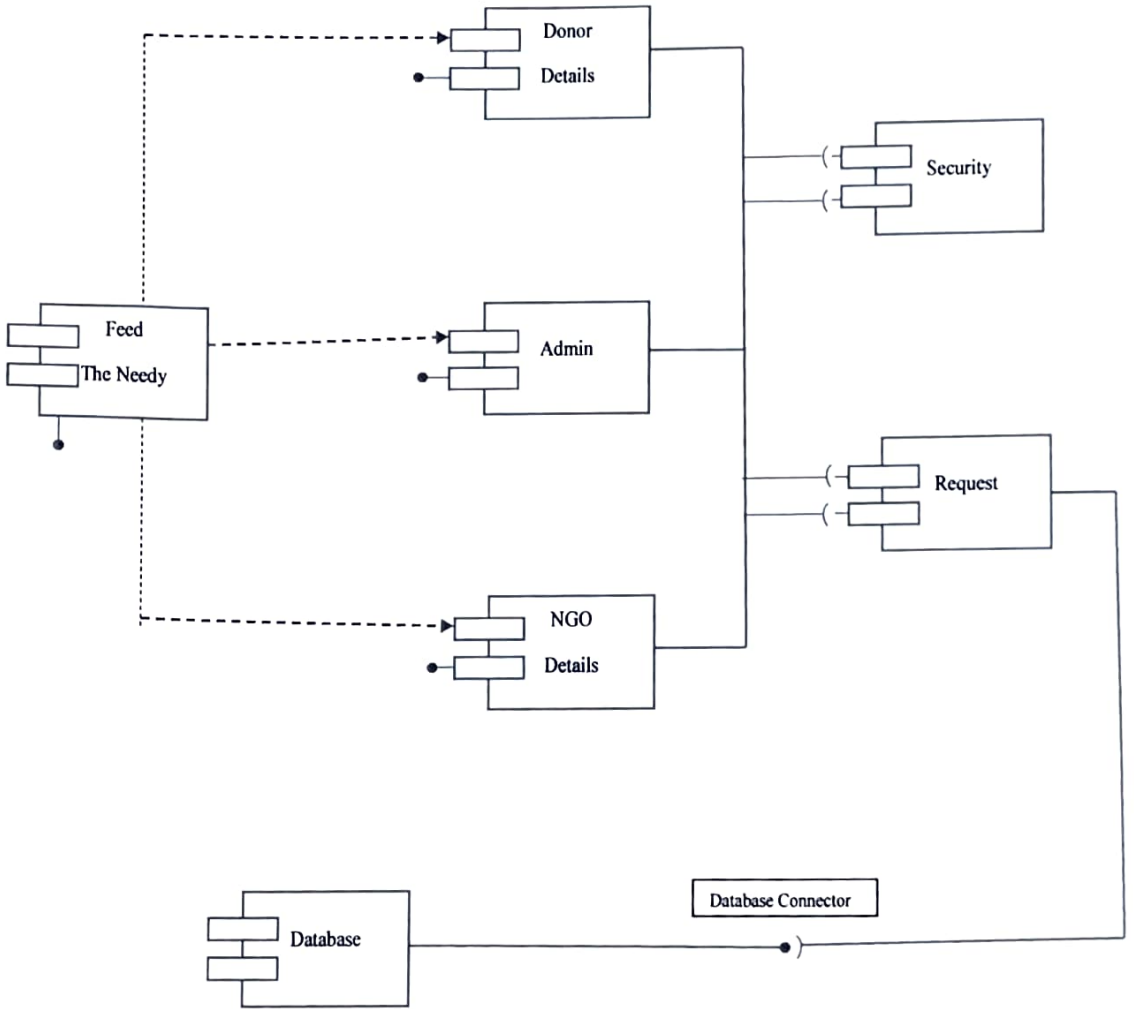 Donor
Details
Security
Feed
The Needy
Admin
Request
NGO
Details
Database Connector
Database